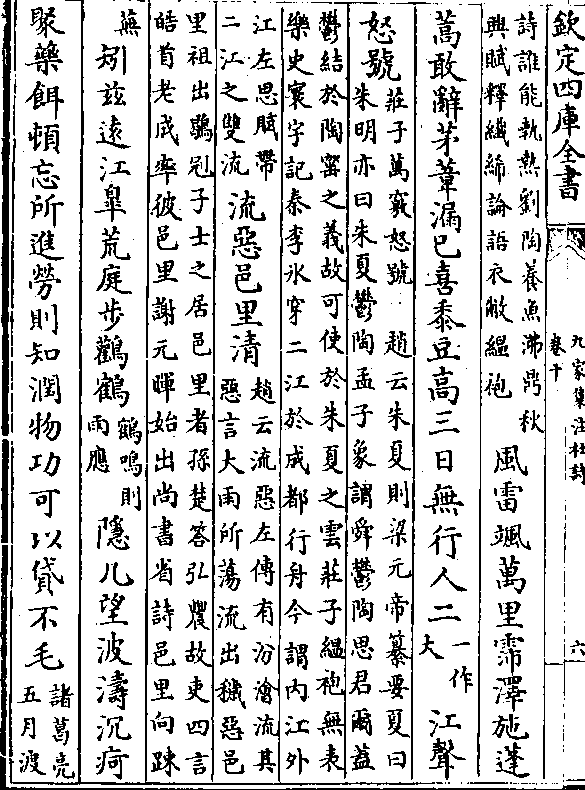 欽定四庫全書
九家集注杜詩
卷十
六
詩誰能執熱劉陶養魚沸鼎秋
興賦釋纎絺論語衣敝緼袍
風雷颯萬里霈澤施蓬
蒿敢辭茅葦漏已喜黍豆高三日無行人二
一作
大
江聲
怒號
莊子萬竅怒號 趙云朱夏則梁元帝纂要夏曰
朱明亦曰朱夏鬱陶孟子象謂舜鬱陶思君爾蓋
鬱結於陶窰之義故可使於朱夏之雲莊子緼袍無表
樂史寰宇記秦李氷穿二江於成都行舟今謂内江外
江左思賦帶
二江之雙流
流惡邑里清
趙云流惡左傳有汾澮流其
惡言大雨所蕩流出穢惡邑
里祖出鶡冠子士之居邑里者孫楚答弘農故吏四言
皓首老成率彼邑里謝元暉始出尚書省詩邑里向踈
蕪
矧兹遠江臯荒庭步鸛鶴
鶴鳴則
雨應
隱几望波濤沉疴
聚藥餌頓忘所進勞則知潤物功可以貸不毛
諸葛亮
五月渡